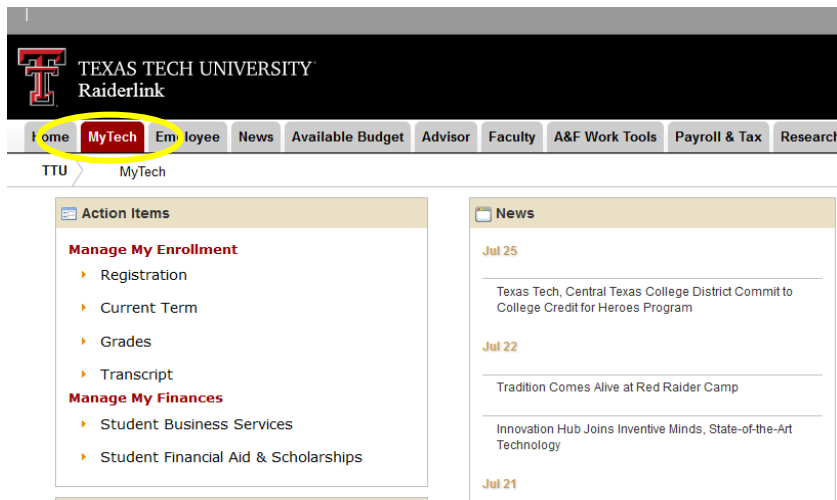 TEXAS TECH UNIVERSITY
Raiderlink
Home MyTech Employee News Available Budget Advisor Faculty A&F Work Tools Payroll & Tax Research
TTU MyTech
Action Items
Manage My Enrollment
Registration
Current Term
Grades
Transcript
Manage My Finances
Student Business Services
Student Financial Aid & Scholarships
News
Jul 25
Texas Tech, Central Texas College District Commit to
College Credit for Heroes Program
Jul 22
Tradition Comes Alive at Red Raider Camp
Innovation Hub Joins Inventive Minds, State-of-the-Art
Technology
Jul 21